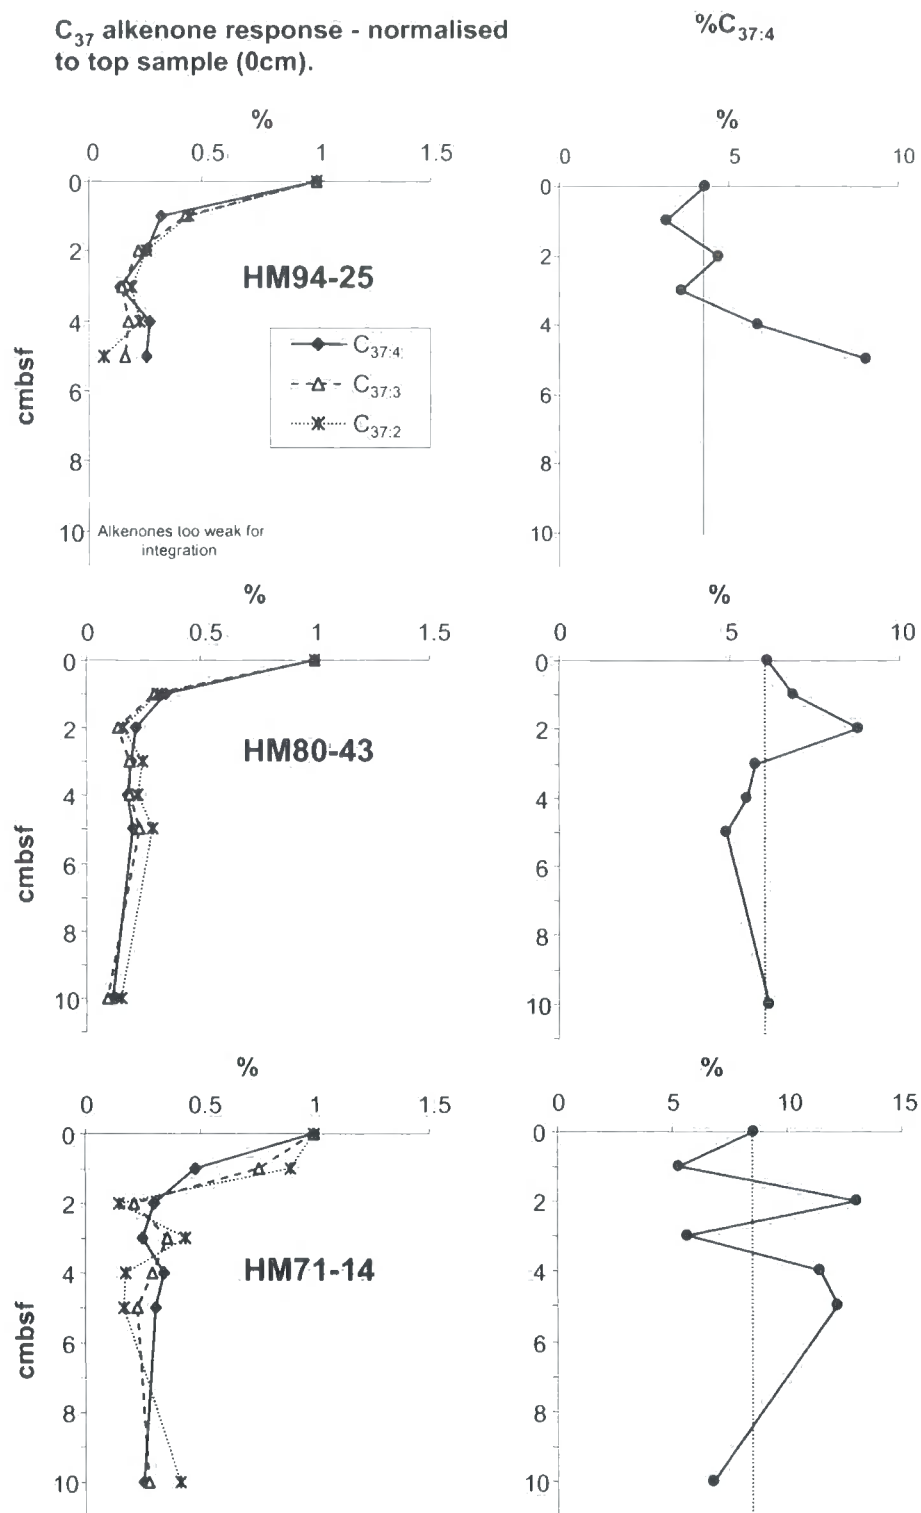 C37 alkenone response - normalised
to top sample (0cm).
%C37:4
%
0 0.5 1 1.5
0
2
4
6
8
10
cmbsf
HM94-25
C37:4
C37:3
C37:2
Alkenones too weak for
integration
%
0 5 10
0
2
4
6
8
10
%
0 0.5 1 1.5
0
2
4
6
8
10
cmbsf
HM80-43
%
0 5 10
0
2
4
6
8
10
%
0 0.5 1 1.5
0
2
4
6
8
10
cmbsf
HM71-14
%
0 5 10 15
0
2
4
6
8
10